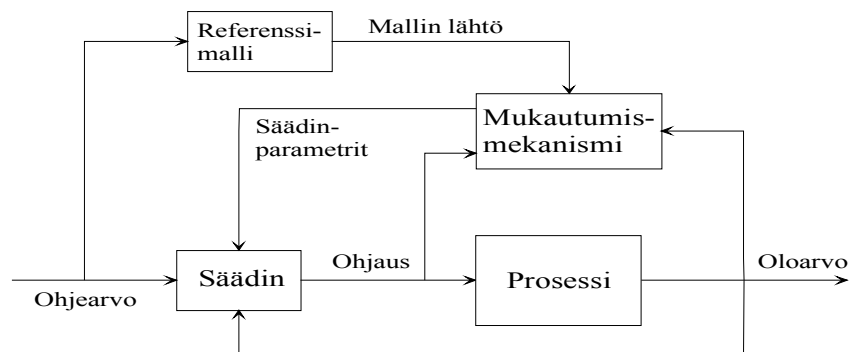 Referenssi-
malli
Mallin lähtö
Mukautumis-
mekanismi
Säädin-
parametrit
Ohjearvo
Säädin
Ohjaus
Prosessi
Oloarvo